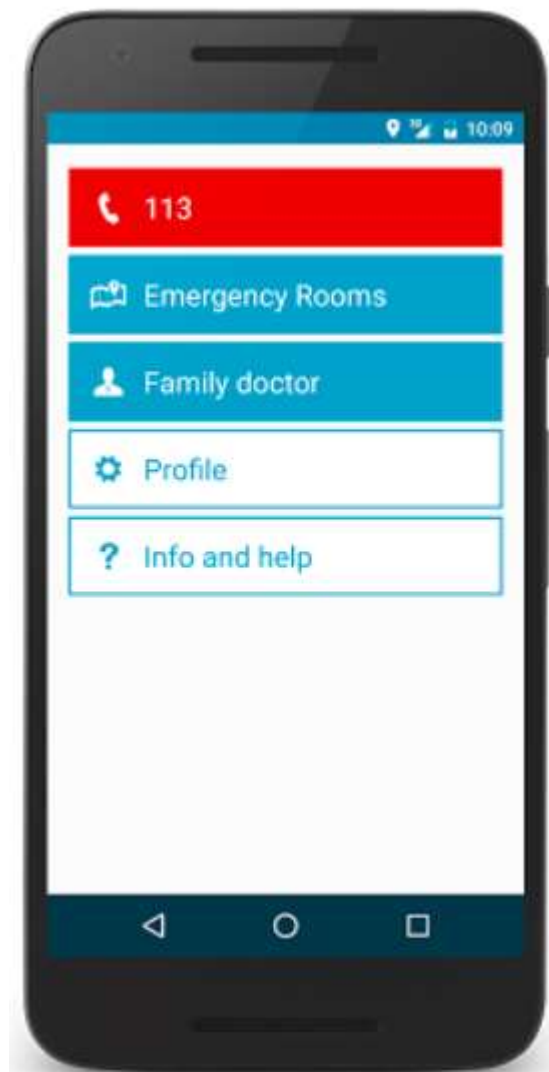 10:09
113
Emergency Rooms
Family doctor
Profile
? Info and help